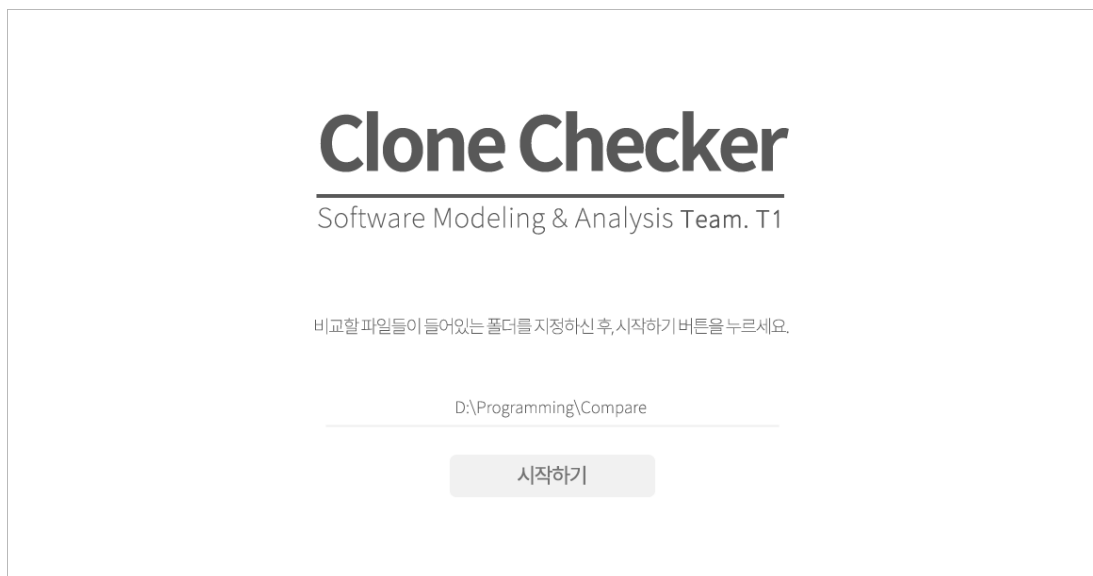 Clone Checker
Software Modeling & Analysis Team. T1
비교할 파일들이 들어있는 폴더를 지정하신 후, 시작하기 버튼을 누르세요.
D:\Programming\Compare
시작하기